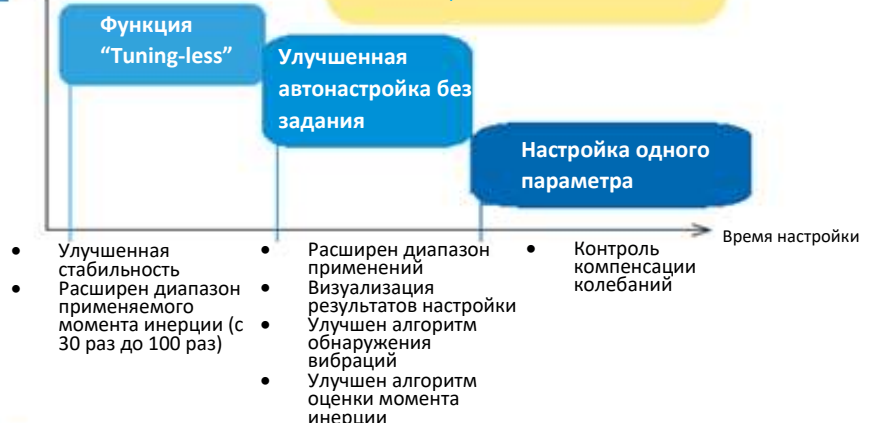 Функция
“Tuning-less”
Улучшенная
автонастройка без
задания
Настройка одного
параметра
Время настройки
• Улучшенная
стабильность
• Расширен диапазон
применяемого
момента инерции (с
30 раз до 100 раз)
• Расширен диапазон
применений
• Визуализация
результатов настройки
• Улучшен алгоритм
обнаружения
вибраций
• Улучшен алгоритм
оценки момента
инерции
• Контроль
компенсации
колебаний